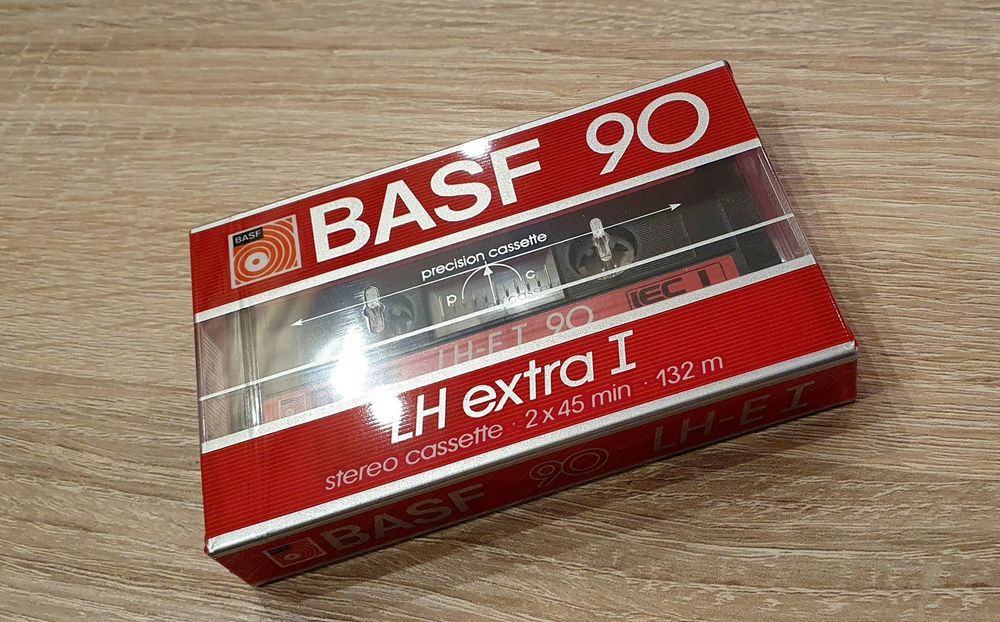 BASF 90
BASF
precision cassette
p c
IEC I
LH-E I 90
LH extra I
stereo cassette · 2 x 45 min · 132 m
BASF 90 LH-E I